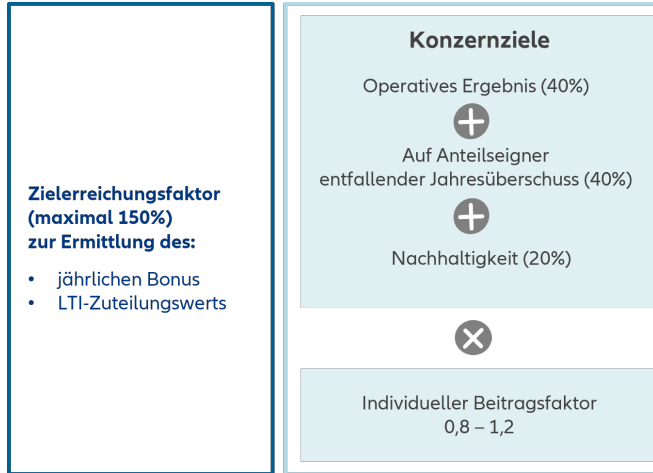 Zielerreichungsfaktor
(maximal 150%)
zur Ermittlung des:
• jährlichen Bonus
• LTI-Zuteilungswerts
Konzernziele
Operatives Ergebnis (40%)
Auf Anteilseigner
entfallender Jahresüberschuss (40%)
Nachhaltigkeit (20%)
Individueller Beitragsfaktor
0,8 – 1,2